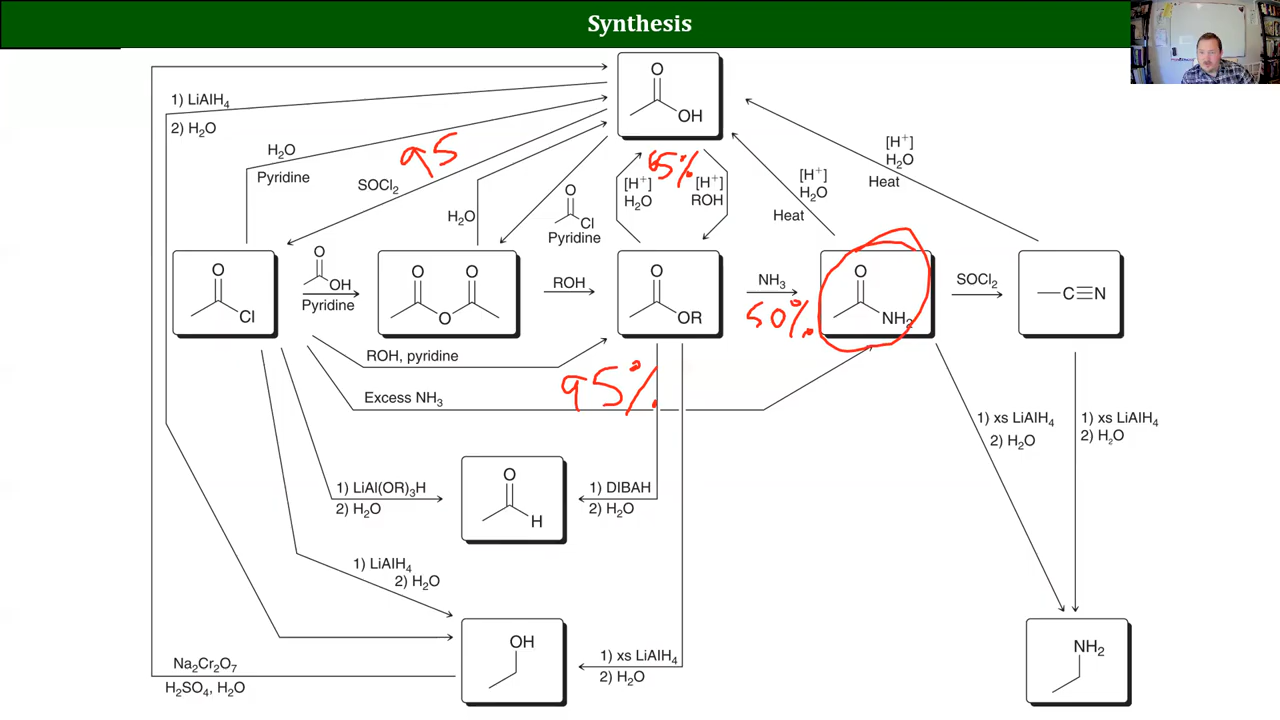 Synthesis
O
OH
1) LiAlH4
2) H2O
H2O
Pyridine
95
SOCl2
H2O
O
Cl
Pyridine
[H+]
H2O
65%
[H+]
ROH
[H+]
H2O
Heat
[H+]
H2O
Heat
O
Cl
O
OH
Pyridine
O
O
O
ROH
O
OR
NH3
50%
O
NH2
SOCl2
C≡N
ROH, pyridine
95%
Excess NH3
1) xs LiAlH4
2) H2O
1) xs LiAlH4
2) H2O
1) LiAl(OR)3H
2) H2O
O
H
1) DIBAH
2) H2O
1) LiAlH4
2) H2O
OH
1) xs LiAlH4
2) H2O
NH2
Na2Cr2O7
H2SO4, H2O